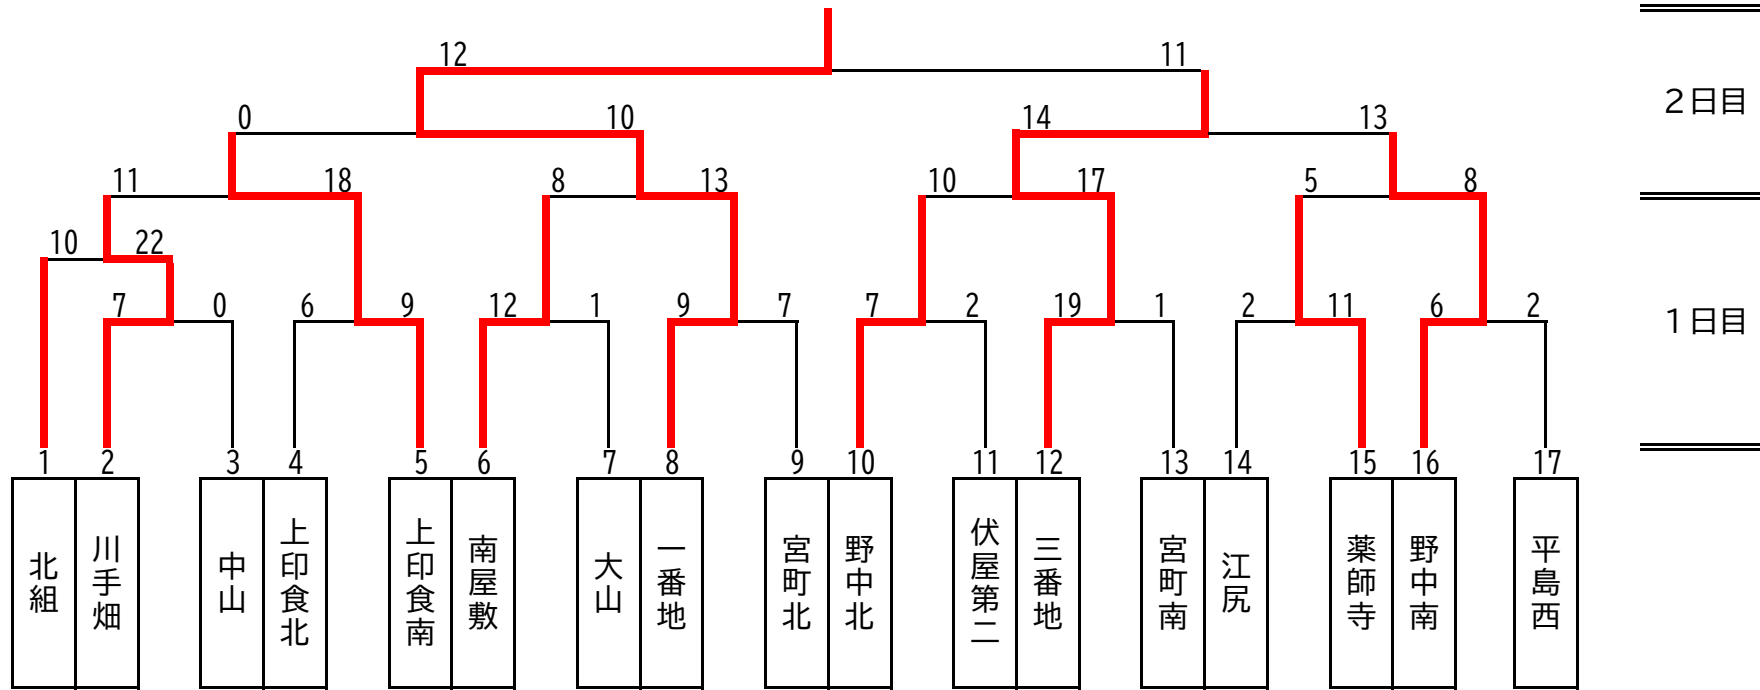 12 11
0 10 14 13
2日目
11 18 8 13 10 17 5 8
10 22
7 0 6 9 12 1 9 7 7 2 19 1 2 11 6 2
1日目
1 2 3 4 5 6 7 8 9 10 11 12 13 14 15 16 17
北組
川手畑
中山
上印食北
上印食南
南屋敷
大山
一番地
宮町北
野中北
伏屋第二
三番地
宮町南
江尻
薬師寺
野中南
平島西